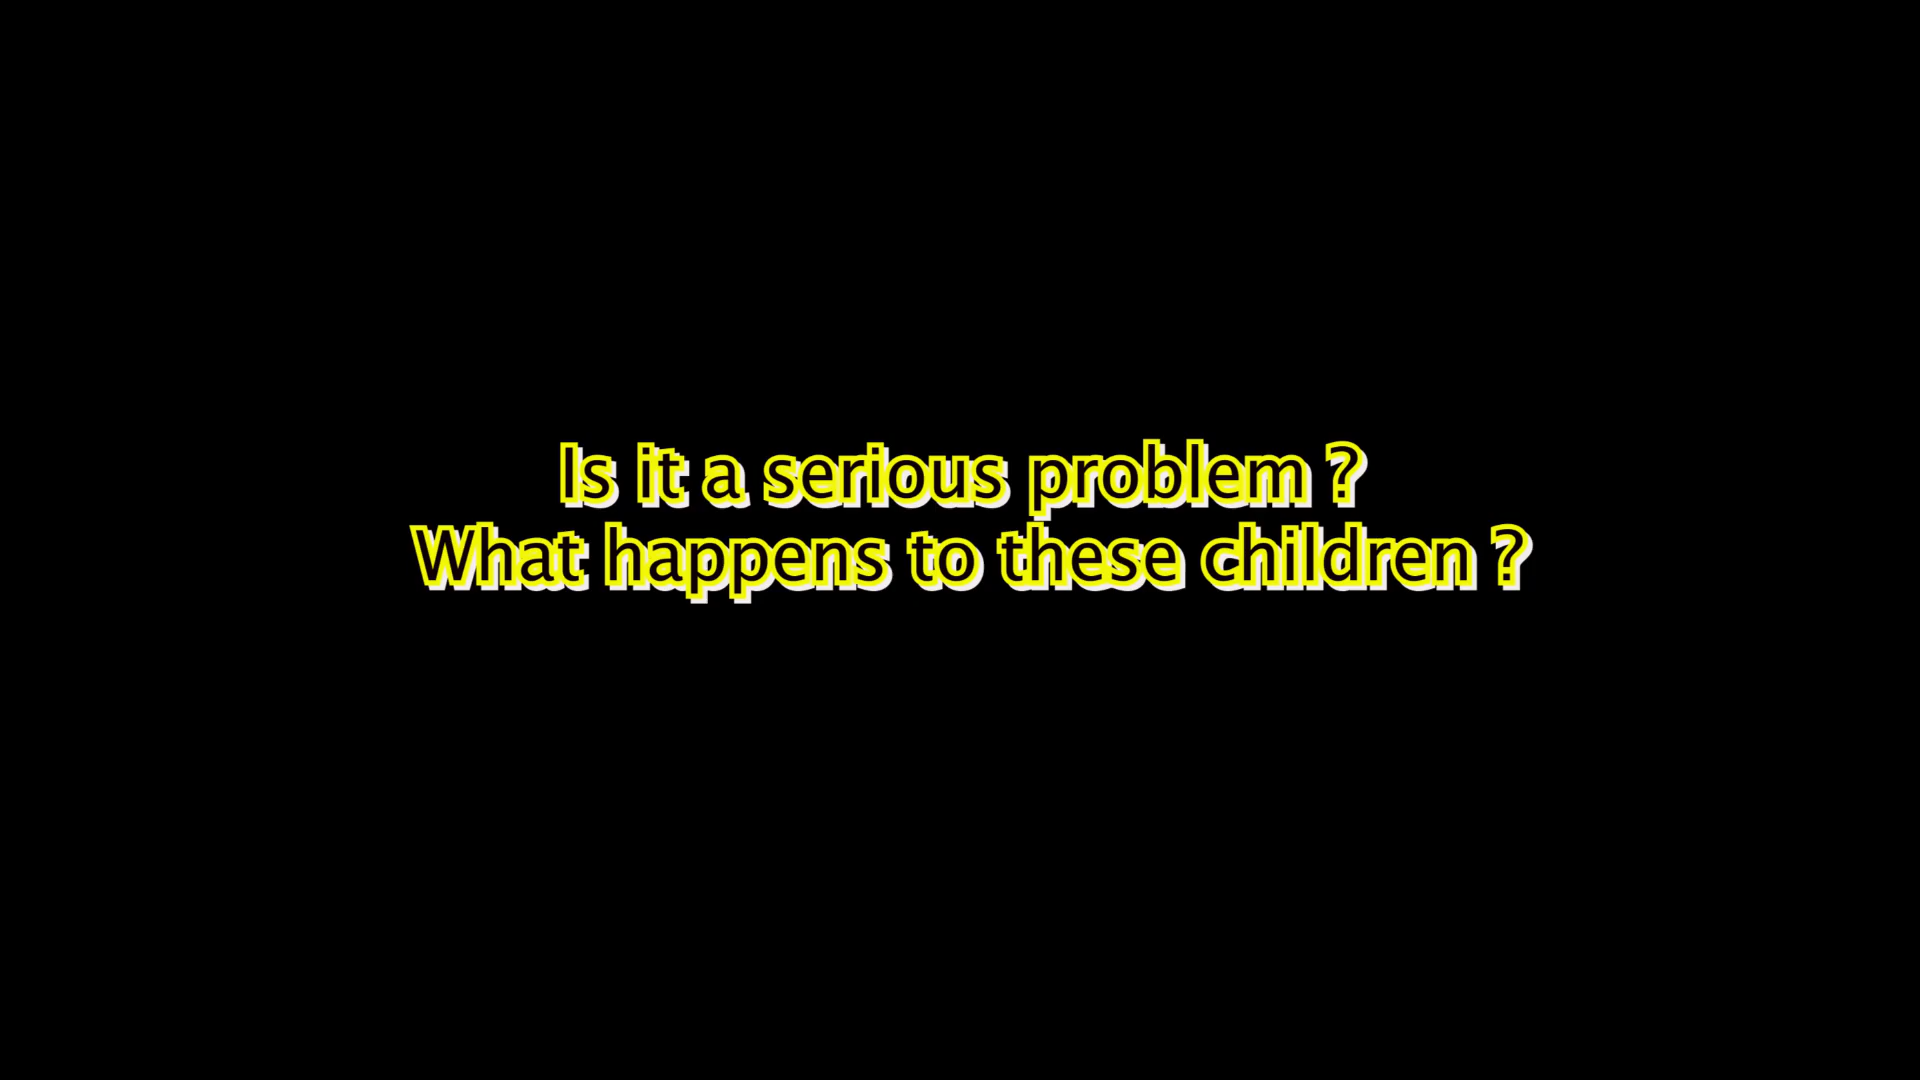 Is it a serious problem ?
What happens to these children ?